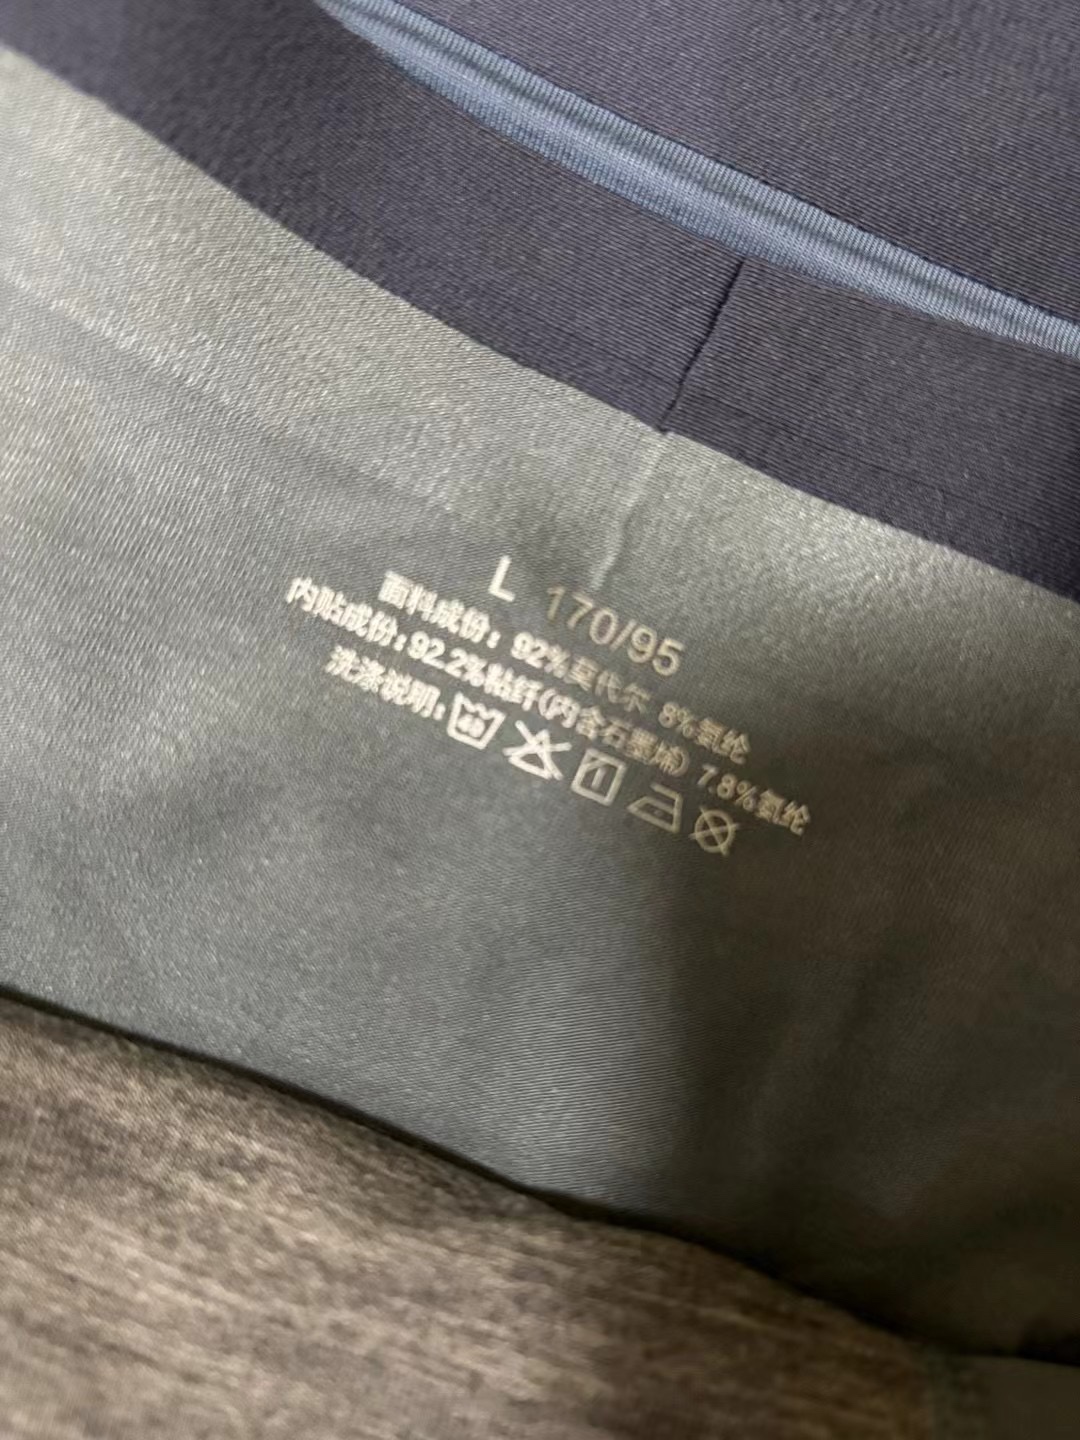 L 170/95
面料成份：92%莫代尔 8%氨纶
内贴成份：92.2%粘纤(内含石墨烯) 7.8%氨纶
洗涤说明：